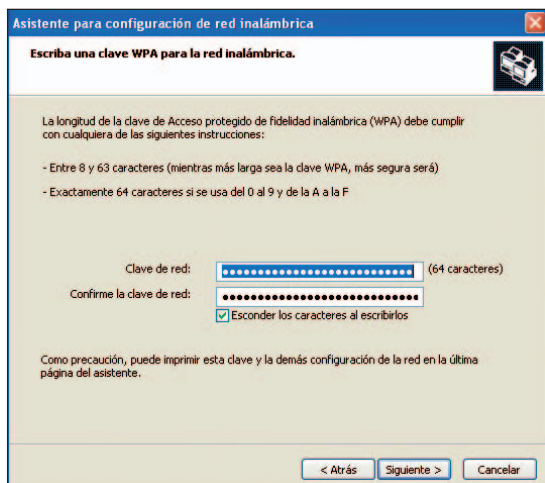 Asistente para configuración de red inalámbrica
Escriba una clave WPA para la red inalámbrica.
La longitud de la clave de Acceso protegido de fidelidad inalámbrica (WPA) debe cumplir
con cualquiera de las siguientes instrucciones:
- Entre 8 y 63 caracteres (mientras más larga sea la clave WPA, más segura será)
- Exactamente 64 caracteres si se usa del 0 al 9 y de la A a la F
Clave de red: (64 caracteres)
Confirme la clave de red:
Esconder los caracteres al escribirlos
Como precaución, puede imprimir esta clave y la demás configuración de la red en la última
página del asistente.
< Atrás Siguiente > Cancelar